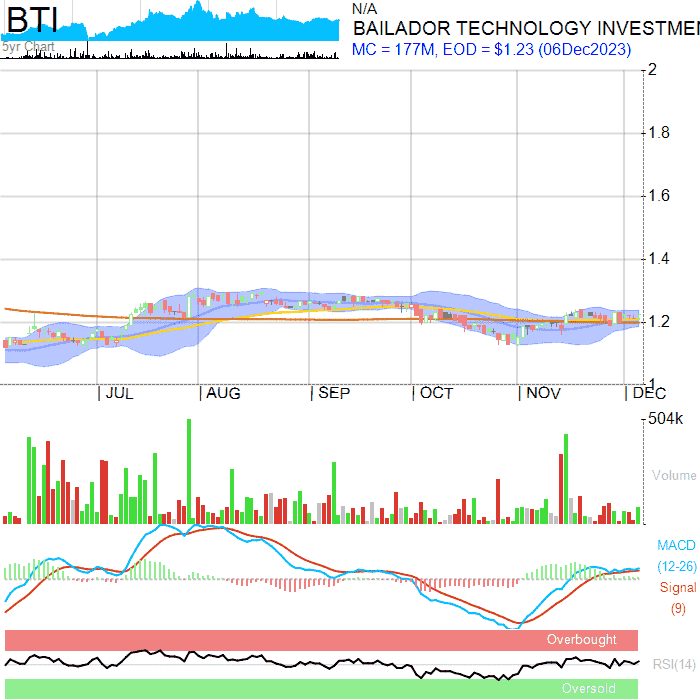 BTI
5yr Chart
N/A
BAILADOR TECHNOLOGY INVESTMEN
MC = 177M, EOD = $1.23 (06Dec2023)
2
1.8
1.6
1.4
1.2
1
JUL AUG SEP OCT NOV DEC
504k
Volume
MACD
(12-26)
Signal
(9)
Overbought
RSI(14)
Oversold